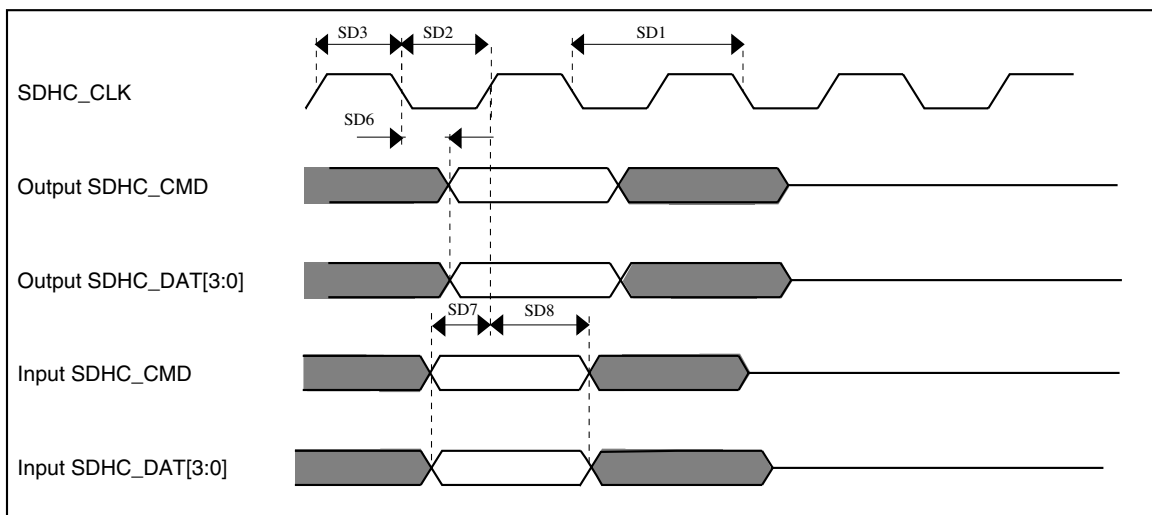 SD3 SD2 SD1
SDHC_CLK
SD6
Output SDHC_CMD
Output SDHC_DAT[3:0]
SD7 SD8
Input SDHC_CMD
Input SDHC_DAT[3:0]